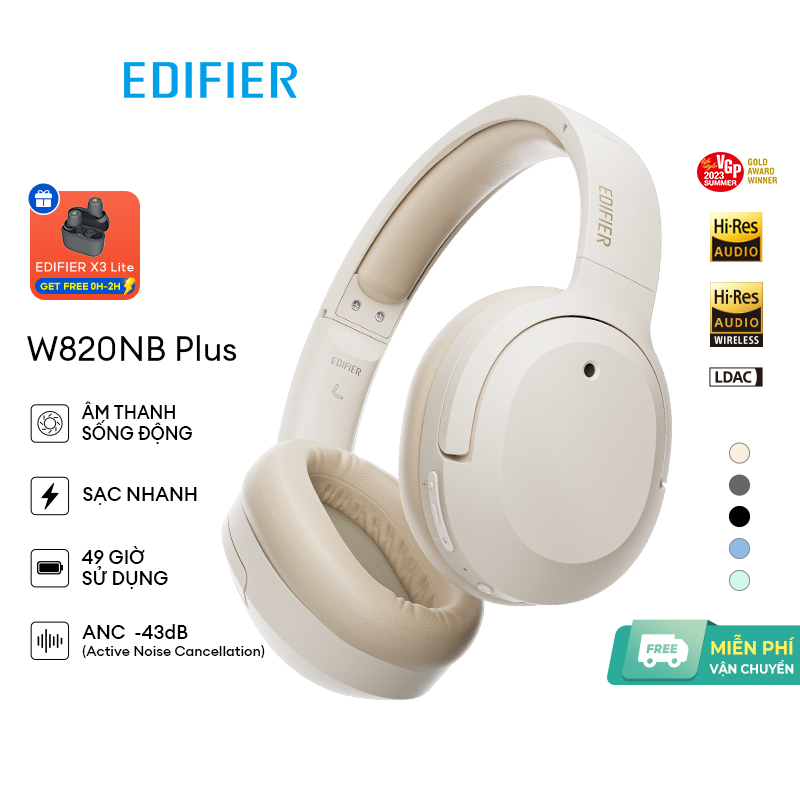 EDIFIER
EDIFIER X3 Lite
GET FREE 0H-2H
W820NB Plus
ÂM THANH
SỐNG ĐỘNG
SẠC NHANH
49 GIỜ
SỬ DỤNG
ANC -43dB
(Active Noise Cancellation)
EDIFIER
EDIFIER
L
Life Style
VGP
2023
SUMMER
GOLD
AWARD
WINNER
Hi-Res
AUDIO
Hi-Res
AUDIO
WIRELESS
LDAC
FREE
MIỄN PHÍ
VẬN CHUYỂN